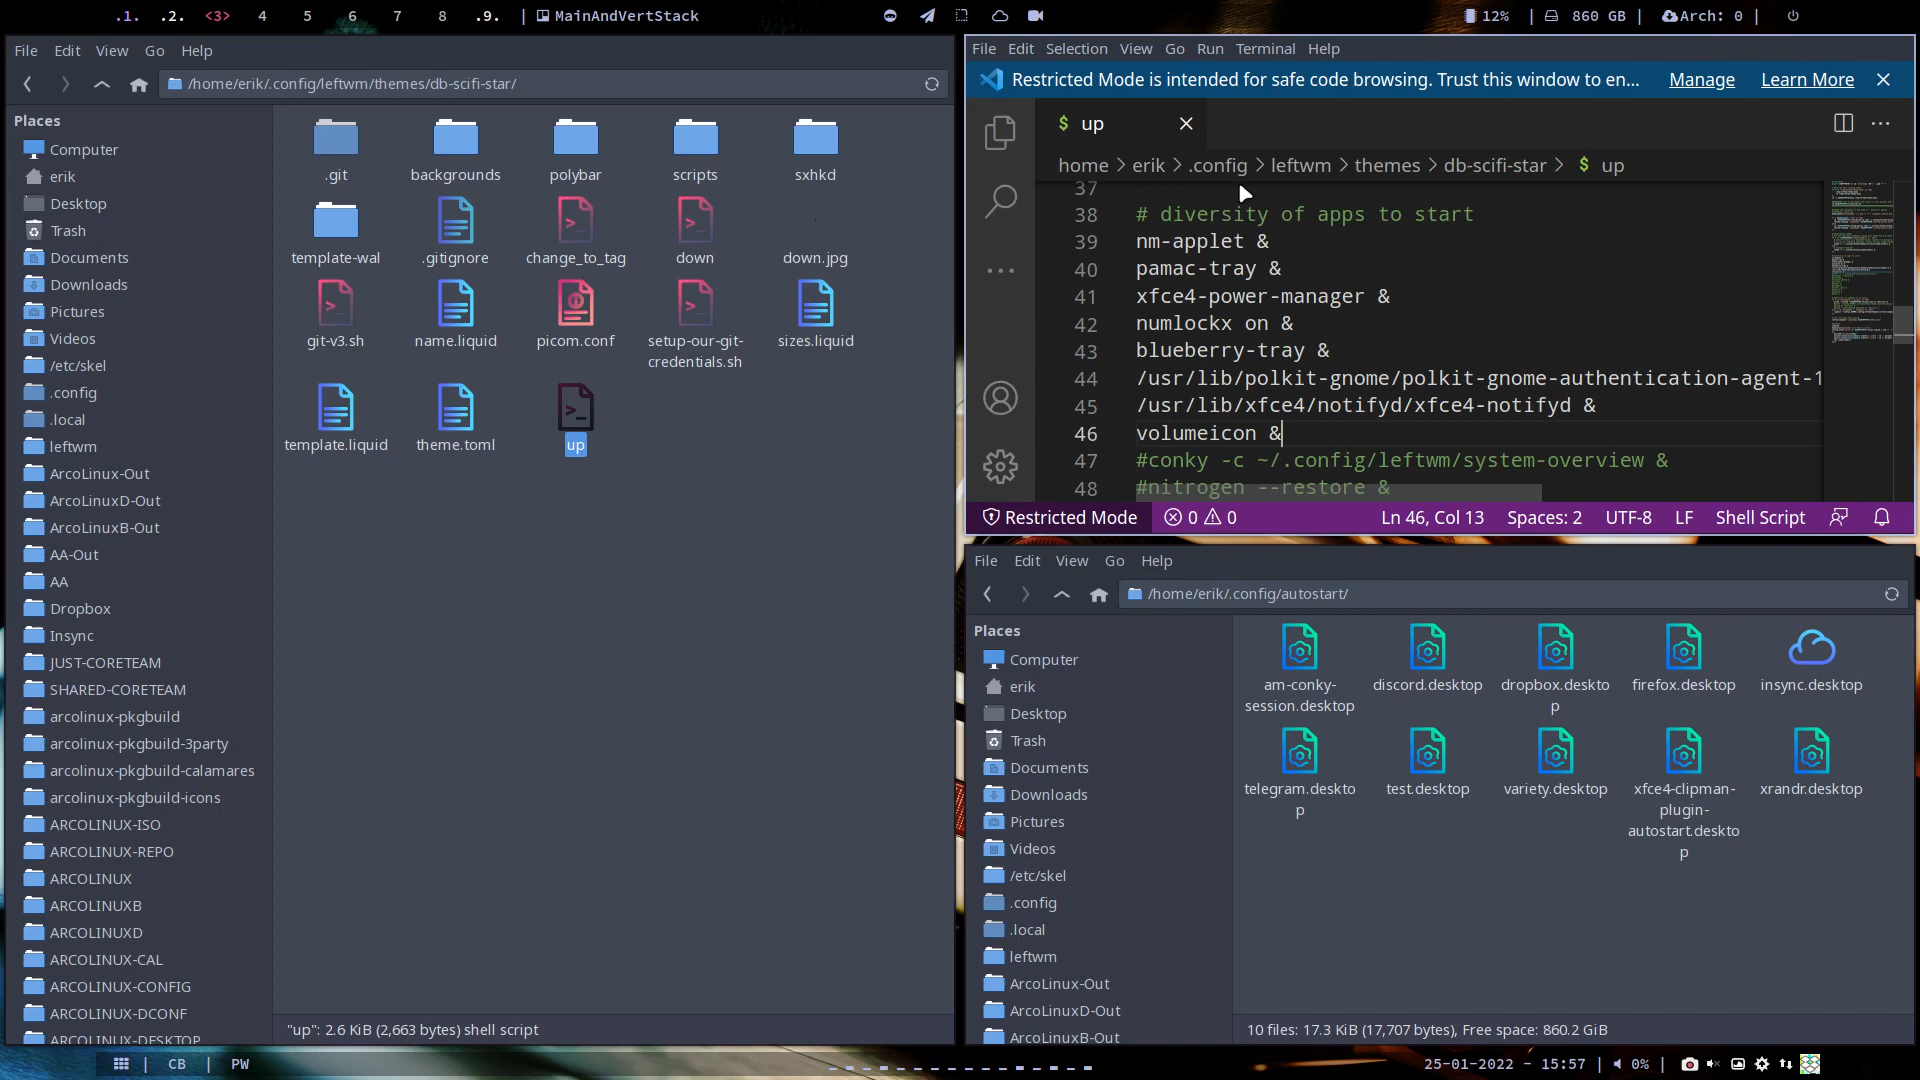 .1. .2. <3> 4 5 6 7 8 .9. | MainAndVertStack
12% | 860 GB | Arch: 0 |
File Edit View Go Help
/home/erik/.config/leftwm/themes/db-scifi-star/
Places
Computer
erik
Desktop
Trash
Documents
Downloads
Pictures
Videos
/etc/skel
.config
.local
leftwm
ArcoLinux-Out
ArcoLinuxD-Out
ArcoLinuxB-Out
AA-Out
AA
Dropbox
Insync
JUST-CORETEAM
SHARED-CORETEAM
arcolinux-pkgbuild
arcolinux-pkgbuild-3party
arcolinux-pkgbuild-calamares
arcolinux-pkgbuild-icons
ARCOLINUX-ISO
ARCOLINUX-REPO
ARCOLINUX
ARCOLINUXB
ARCOLINUXD
ARCOLINUX-CAL
ARCOLINUX-CONFIG
ARCOLINUX-DCONF
ARCOLINUX-DESKTOP
.git backgrounds polybar scripts sxhkd
template-wal .gitignore change_to_tag down down.jpg
git-v3.sh name.liquid picom.conf setup-our-git- sizes.liquid
credentials.sh
template.liquid theme.toml up
"up": 2.6 KiB (2,663 bytes) shell script
File Edit Selection View Go Run Terminal Help
Restricted Mode is intended for safe code browsing. Trust this window to en... Manage Learn More
$ up
home > erik > .config > leftwm > themes > db-scifi-star > $ up
37
38 # diversity of apps to start
39 nm-applet &
40 pamac-tray &
41 xfce4-power-manager &
42 numlockx on &
43 blueberry-tray &
44 /usr/lib/polkit-gnome/polkit-gnome-authentication-agent-1
45 /usr/lib/xfce4/notifyd/xfce4-notifyd &
46 volumeicon &
47 #conky -c ~/.config/leftwm/system-overview &
48 #nitrogen --restore &
Restricted Mode 0 0 Ln 46, Col 13 Spaces: 2 UTF-8 LF Shell Script
File Edit View Go Help
/home/erik/.config/autostart/
Places
Computer
erik
Desktop
Trash
Documents
Downloads
Pictures
Videos
/etc/skel
.config
.local
leftwm
ArcoLinux-Out
ArcoLinuxD-Out
ArcoLinuxB-Out
am-conky- discord.desktop dropbox.deskto firefox.desktop insync.desktop
session.desktop p
telegram.deskto test.desktop variety.desktop xfce4-clipman- xrandr.desktop
p plugin-
autostart.deskto
p
10 files: 17.3 KiB (17,707 bytes), Free space: 860.2 GiB
| CB | PW
25-01-2022 - 15:57 | 0% |